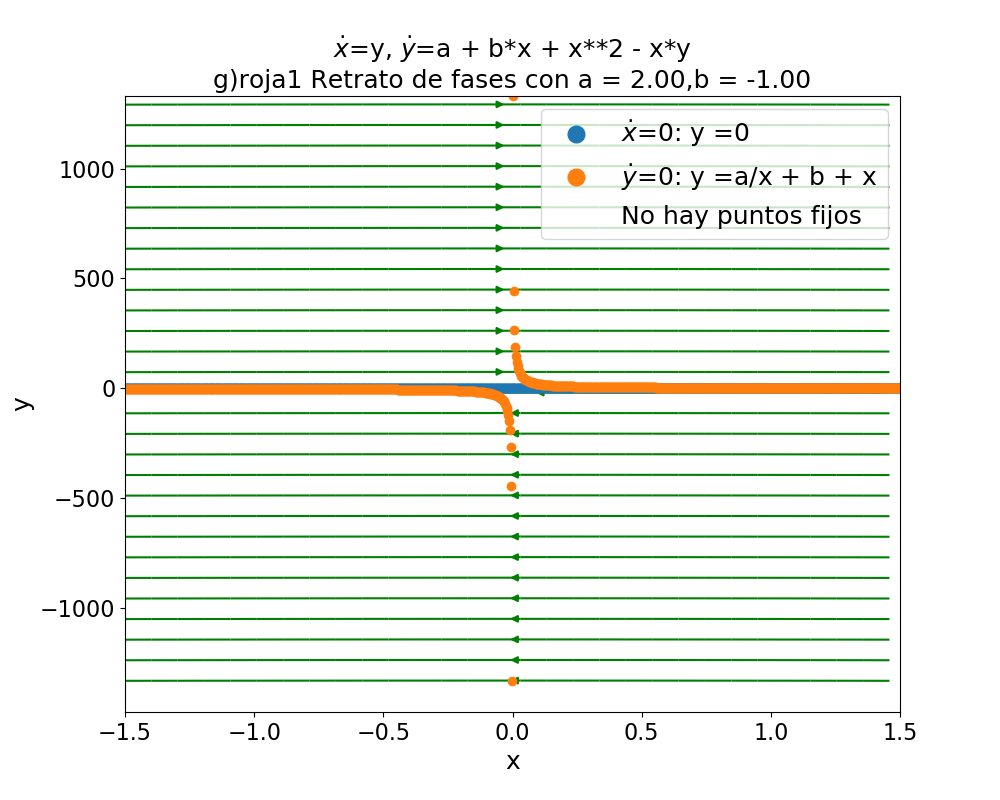 ẋ=y, ẏ=a + b*x + x**2 - x*y
g)roja1 Retrato de fases con a = 2.00,b = -1.00
ẋ=0: y =0
ẏ=0: y =a/x + b + x
No hay puntos fijos
1000
500
0
−500
−1000
y
−1.5 −1.0 −0.5 0.0 0.5 1.0 1.5
x